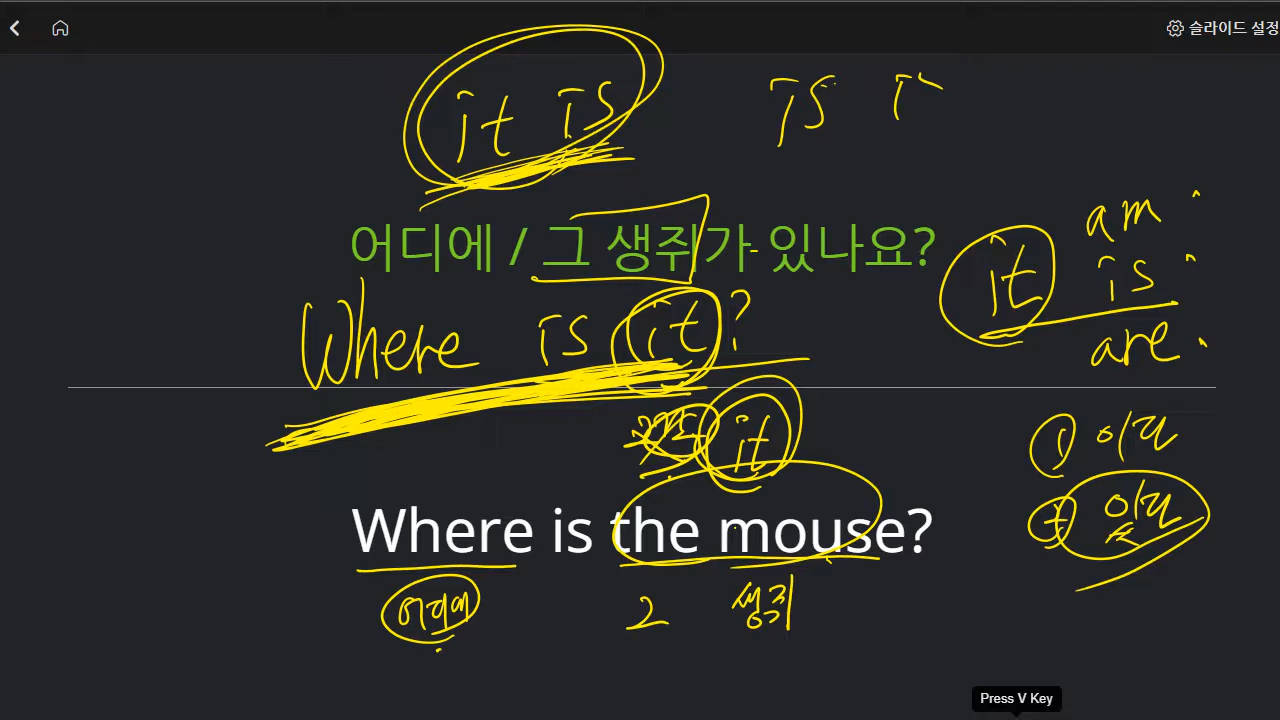 슬라이드 설정
it is
is
am
어디에 / 그 생쥐가 있나요?
it is
Where is it?
are
it
① 이다
② 있다
Where is the mouse?
어디에 그 생쥐
Press V Key